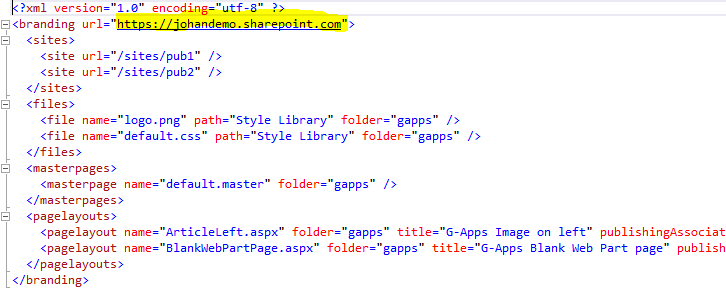 <?xml version="1.0" encoding="utf-8" ?>
<branding url="https://johandemo.sharepoint.com">
<sites>
<site url="/sites/pub1" />
<site url="/sites/pub2" />
</sites>
<files>
<file name="logo.png" path="Style Library" folder="gapps" />
<file name="default.css" path="Style Library" folder="gapps" />
</files>
<masterpages>
<masterpage name="default.master" folder="gapps" />
</masterpages>
<pagelayouts>
<pagelayout name="ArticleLeft.aspx" folder="gapps" title="G-Apps Image on left" publishingAssociat
<pagelayout name="BlankWebPartPage.aspx" folder="gapps" title="G-Apps Blank Web Part page" publish
</pagelayouts>
</branding>